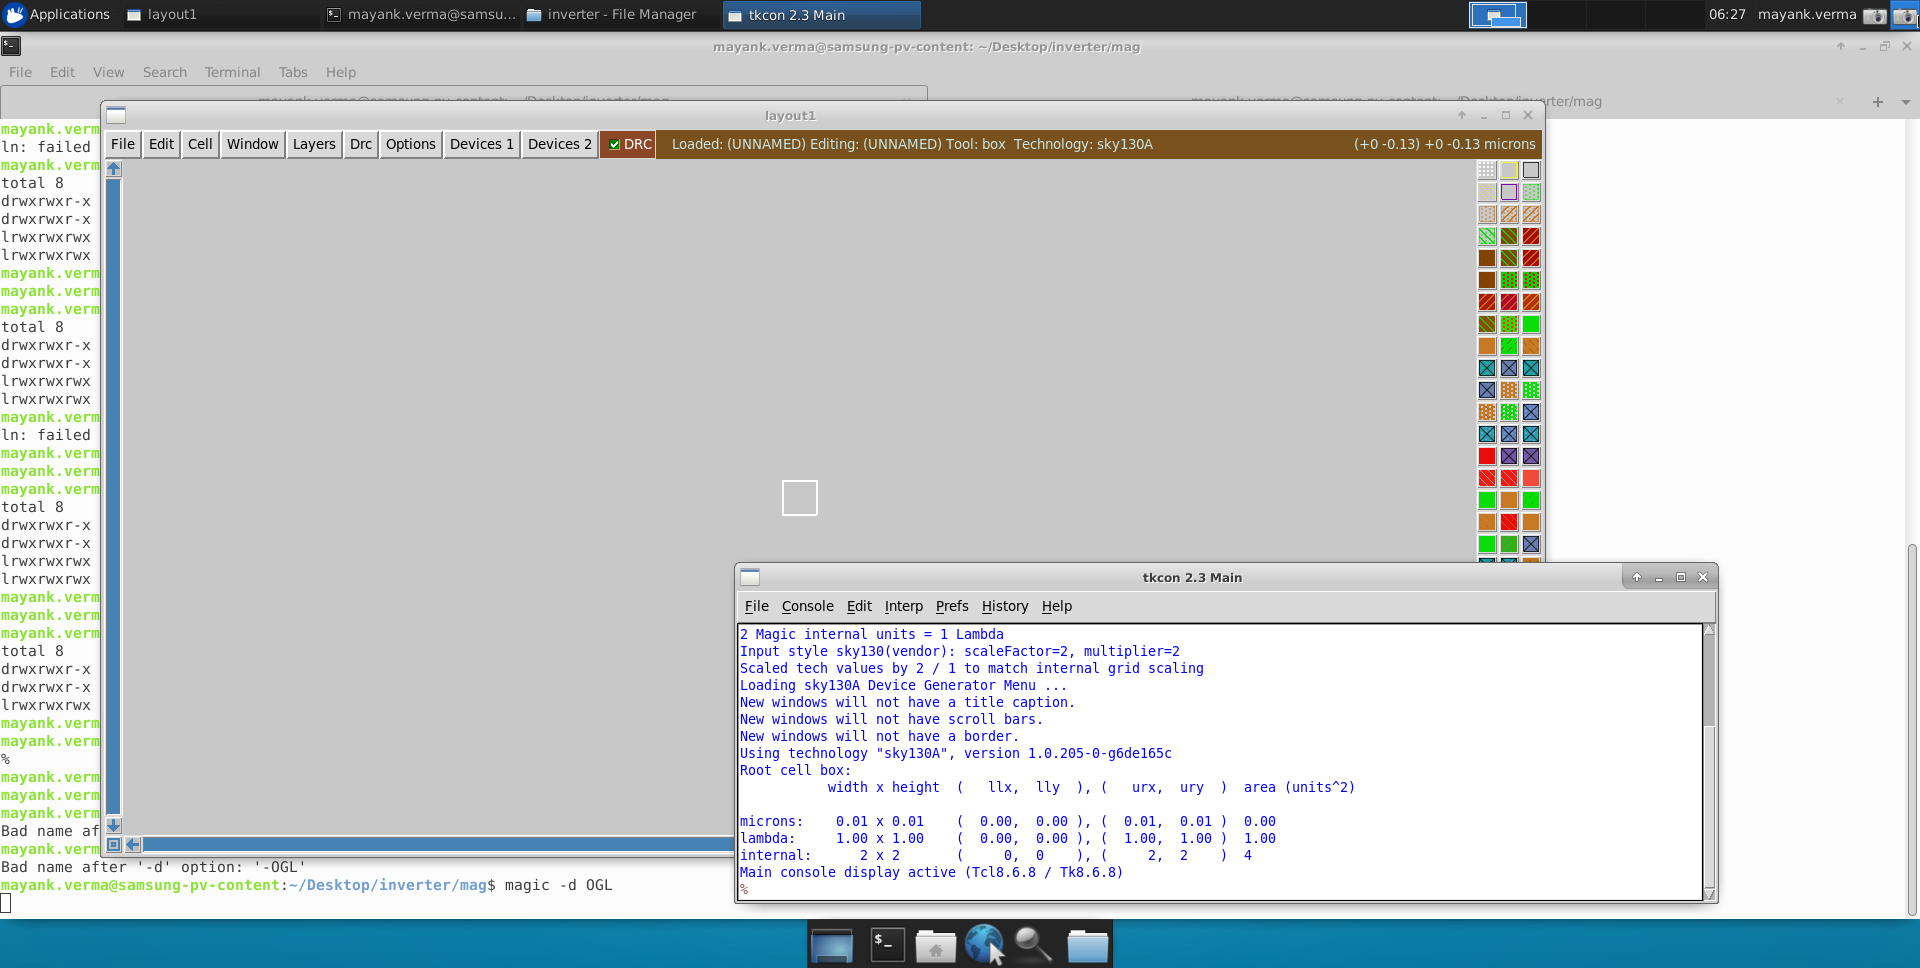 Applications layout1 mayank.verma@samsu... inverter - File Manager tkcon 2.3 Main 06:27 mayank.verma
mayank.verma@samsung-pv-content: ~/Desktop/inverter/mag
File Edit View Search Terminal Tabs Help
layout1
File Edit Cell Window Layers Drc Options Devices 1 Devices 2 DRC Loaded: (UNNAMED) Editing: (UNNAMED) Tool: box Technology: sky130A (+0 -0.13) +0 -0.13 microns
mayank.verm
ln: failed
mayank.verm
total 8
drwxrwxr-x
drwxrwxr-x
lrwxrwxrwx
lrwxrwxrwx
mayank.verm
mayank.verm
mayank.verm
total 8
drwxrwxr-x
drwxrwxr-x
lrwxrwxrwx
lrwxrwxrwx
mayank.verm
ln: failed
mayank.verm
mayank.verm
mayank.verm
total 8
drwxrwxr-x
drwxrwxr-x
lrwxrwxrwx
lrwxrwxrwx
mayank.verm
mayank.verm
mayank.verm
total 8
drwxrwxr-x
drwxrwxr-x
lrwxrwxrwx
mayank.verm
mayank.verm
%
mayank.verm
mayank.verm
mayank.verm
Bad name af
mayank.verm
Bad name after '-d' option: '-OGL'
mayank.verma@samsung-pv-content:~/Desktop/inverter/mag$ magic -d OGL
tkcon 2.3 Main
File Console Edit Interp Prefs History Help
2 Magic internal units = 1 Lambda
Input style sky130(vendor): scaleFactor=2, multiplier=2
Scaled tech values by 2 / 1 to match internal grid scaling
Loading sky130A Device Generator Menu ...
New windows will not have a title caption.
New windows will not have scroll bars.
New windows will not have a border.
Using technology "sky130A", version 1.0.205-0-g6de165c
Root cell box:
width x height ( llx, lly ), ( urx, ury ) area (units^2)
microns: 0.01 x 0.01 ( 0.00, 0.00 ), ( 0.01, 0.01 ) 0.00
lambda: 1.00 x 1.00 ( 0.00, 0.00 ), ( 1.00, 1.00 ) 1.00
internal: 2 x 2 ( 0, 0 ), ( 2, 2 ) 4
Main console display active (Tcl8.6.8 / Tk8.6.8)
%